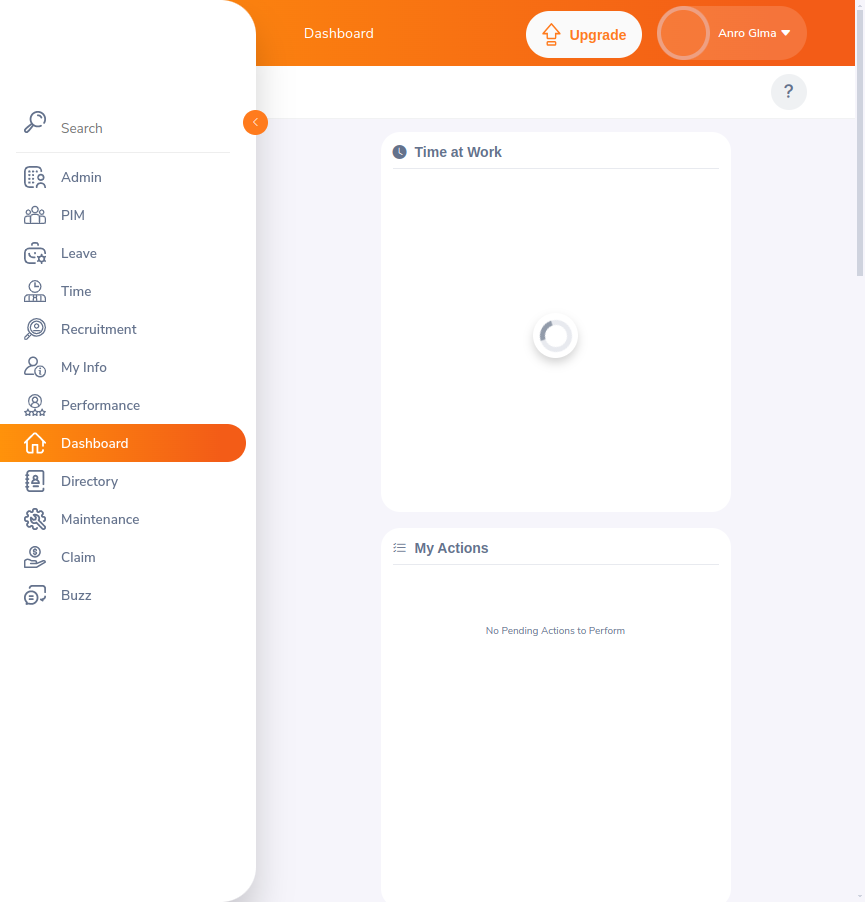 Dashboard
Upgrade
Anro Glma
?
Search
Admin
PIM
Leave
Time
Recruitment
My Info
Performance
Dashboard
Directory
Maintenance
Claim
Buzz
Time at Work
My Actions
No Pending Actions to Perform